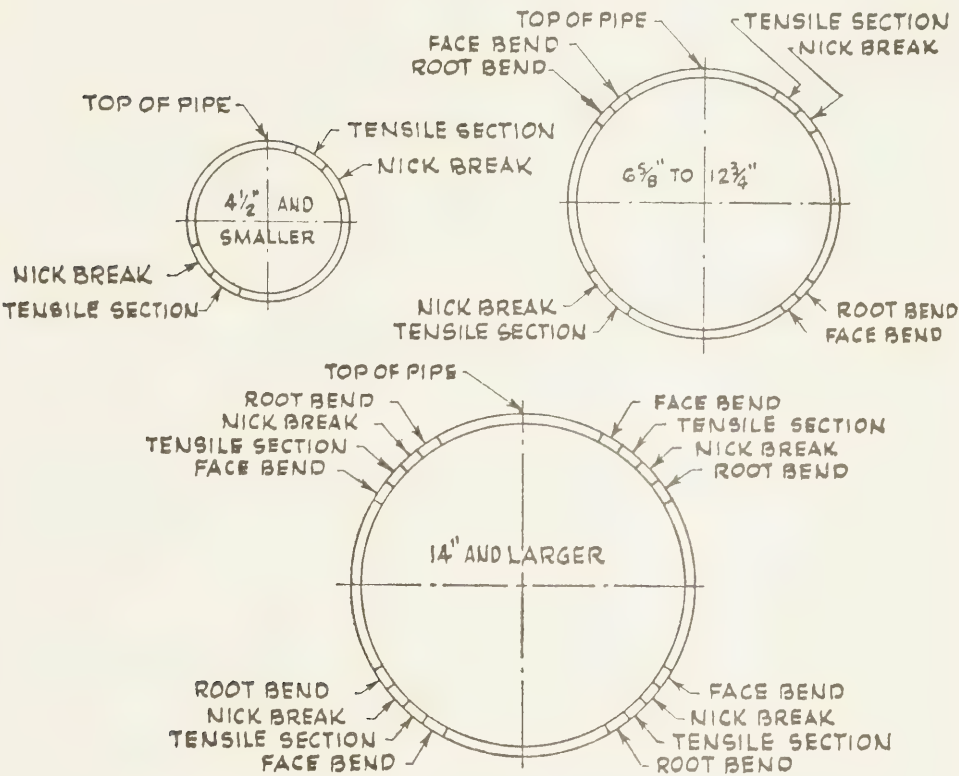 TOP OF PIPE
TENSILE SECTION
NICK BREAK
4½" AND
SMALLER
NICK BREAK
TENSILE SECTION
TOP OF PIPE
TENSILE SECTION
FACE BEND
NICK BREAK
ROOT BEND
6⅝" TO 12¾"
NICK BREAK
TENSILE SECTION
ROOT BEND
FACE BEND
TOP OF PIPE
ROOT BEND
NICK BREAK
TENSILE SECTION
FACE BEND
FACE BEND
TENSILE SECTION
NICK BREAK
ROOT BEND
14" AND LARGER
ROOT BEND
NICK BREAK
TENSILE SECTION
FACE BEND
FACE BEND
NICK BREAK
TENSILE SECTION
ROOT BEND